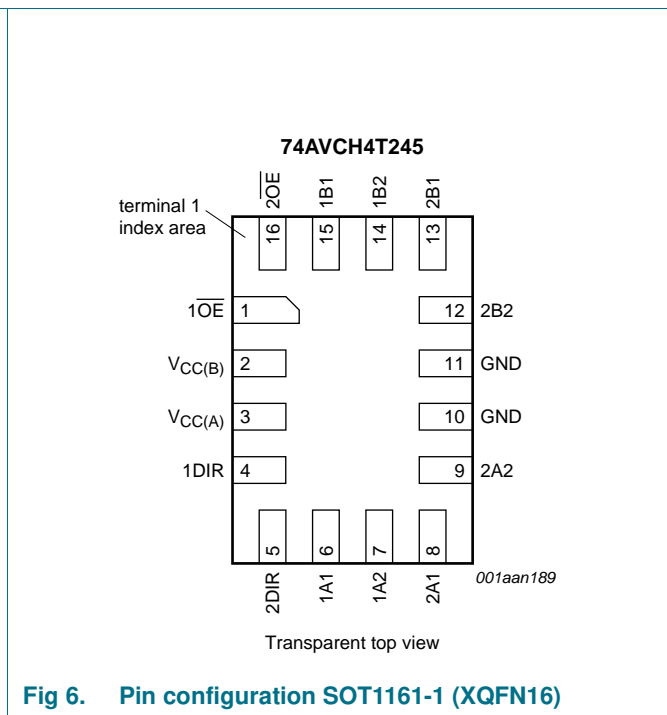 74AVCH4T245
terminal 1
index area
2O̅E̅
1B1
1B2
2B1
16
15
14
13
1O̅E̅ 1
12 2B2
VCC(B) 2
11 GND
VCC(A) 3
10 GND
1DIR 4
9 2A2
5
6
7
8
2DIR
1A1
1A2
2A1
001aan189
Transparent top view
Fig 6. Pin configuration SOT1161-1 (XQFN16)